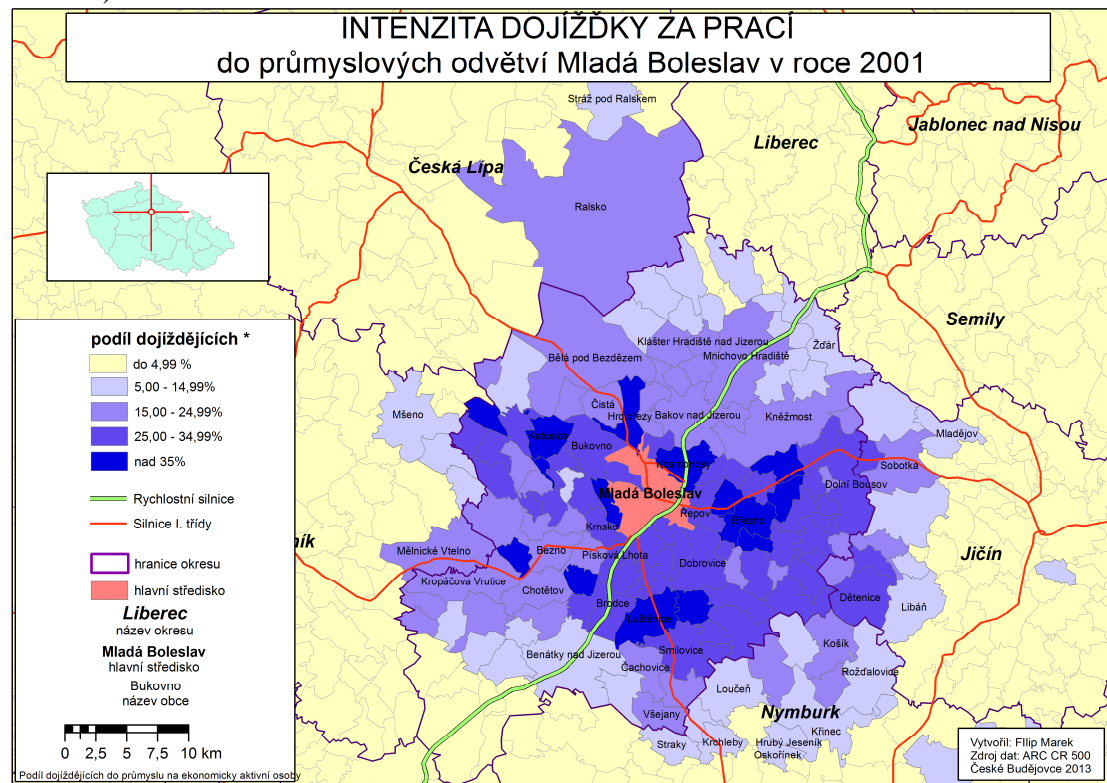 INTENZITA DOJÍŽĎKY ZA PRACÍ
do průmyslových odvětví Mladá Boleslav v roce 2001
Stráž pod Ralskem
Jablonec nad Nisou
Liberec
Česká Lípa
Ralsko
Semily
Klášter Hradiště nad Jizerou
Žďár
Mnichovo Hradiště
Bělá pod Bezdězem
Čistá
Hrdlořezy
Bakov nad Jizerou
Kněžmost
Mšeno
Mladějov
Katusice
Bukovno
Kosmonosy
Sobotka
Dolní Bousov
Mladá Boleslav
Řepov
Březno
Krnsko
ník
Mělnické Vtelno
Bezno
Písková Lhota
Jičín
Dobrovice
Kropáčova Vrutice
Chotětov
Dětenice
Brodce
Libáň
Luštěnice
Košík
Smilovice
Benátky nad Jizerou
Čachovice
Rožďalovice
Loučeň
Všejany
Nymburk
Křinec
Straky
Krchleby
Hrubý Jeseník
Oskořínek
podíl dojíždějících *
do 4,99 %
5,00 - 14,99%
15,00 - 24,99%
25,00 - 34,99%
nad 35%
Rychlostní silnice
Silnice I. třídy
hranice okresu
hlavní středisko
Liberec
název okresu
Mladá Boleslav
hlavní středisko
Bukovno
název obce
0 2,5 5 7,5 10 km
Podíl dojíždějících do průmyslu na ekonomicky aktivní osoby
Vytvořil: FIlip Marek
Zdroj dat: ARC CR 500
České Budějovce 2013